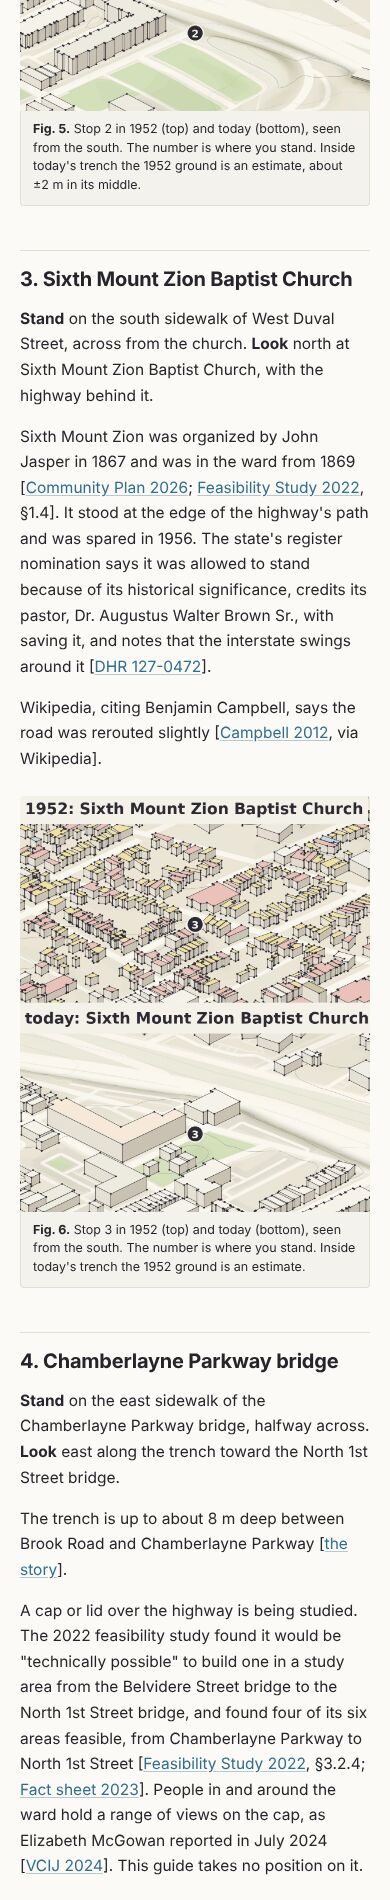 2
Fig. 5. Stop 2 in 1952 (top) and today (bottom), seen
from the south. The number is where you stand. Inside
today's trench the 1952 ground is an estimate, about
±2 m in its middle.
3. Sixth Mount Zion Baptist Church
Stand on the south sidewalk of West Duval
Street, across from the church. Look north at
Sixth Mount Zion Baptist Church, with the
highway behind it.
Sixth Mount Zion was organized by John
Jasper in 1867 and was in the ward from 1869
[Community Plan 2026; Feasibility Study 2022,
§1.4]. It stood at the edge of the highway's path
and was spared in 1956. The state's register
nomination says it was allowed to stand
because of its historical significance, credits its
pastor, Dr. Augustus Walter Brown Sr., with
saving it, and notes that the interstate swings
around it [DHR 127-0472].
Wikipedia, citing Benjamin Campbell, says the
road was rerouted slightly [Campbell 2012, via
Wikipedia].
1952: Sixth Mount Zion Baptist Church
3
today: Sixth Mount Zion Baptist Church
3
Fig. 6. Stop 3 in 1952 (top) and today (bottom), seen
from the south. The number is where you stand. Inside
today's trench the 1952 ground is an estimate.
4. Chamberlayne Parkway bridge
Stand on the east sidewalk of the
Chamberlayne Parkway bridge, halfway across.
Look east along the trench toward the North 1st
Street bridge.
The trench is up to about 8 m deep between
Brook Road and Chamberlayne Parkway [the
story].
A cap or lid over the highway is being studied.
The 2022 feasibility study found it would be
"technically possible" to build one in a study
area from the Belvidere Street bridge to the
North 1st Street bridge, and found four of its six
areas feasible, from Chamberlayne Parkway to
North 1st Street [Feasibility Study 2022, §3.2.4;
Fact sheet 2023]. People in and around the
ward hold a range of views on the cap, as
Elizabeth McGowan reported in July 2024
[VCIJ 2024]. This guide takes no position on it.